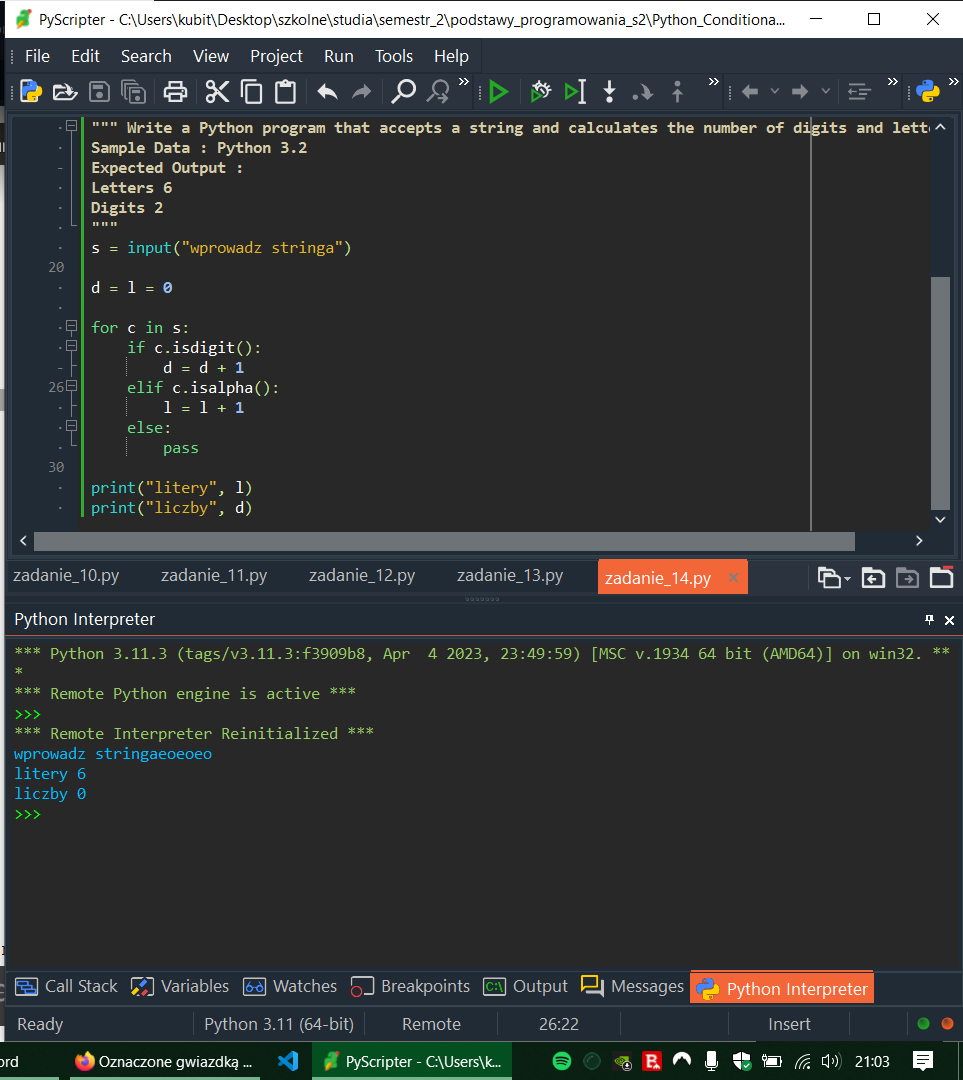 PyScripter - C:\Users\kubit\Desktop\szkolne\studia\semestr_2\podstawy_programowania_s2\Python_Conditiona...
File Edit Search View Project Run Tools Help
""" Write a Python program that accepts a string and calculates the number of digits and lett
Sample Data : Python 3.2
Expected Output :
Letters 6
Digits 2
"""
s = input("wprowadz stringa")
20
d = l = 0
for c in s:
if c.isdigit():
d = d + 1
26 elif c.isalpha():
l = l + 1
else:
pass
30
print("litery", l)
print("liczby", d)
zadanie_10.py zadanie_11.py zadanie_12.py zadanie_13.py zadanie_14.py
Python Interpreter
*** Python 3.11.3 (tags/v3.11.3:f3909b8, Apr  4 2023, 23:49:59) [MSC v.1934 64 bit (AMD64)] on win32. **
*
*** Remote Python engine is active ***
>>>
*** Remote Interpreter Reinitialized ***
wprowadz stringaeoeoeo
litery 6
liczby 0
>>>
Call Stack Variables Watches Breakpoints Output Messages Python Interpreter
Ready Python 3.11 (64-bit) Remote 26:22 Insert
ord Oznaczone gwiazdką ... PyScripter - C:\Users\k... 21:03